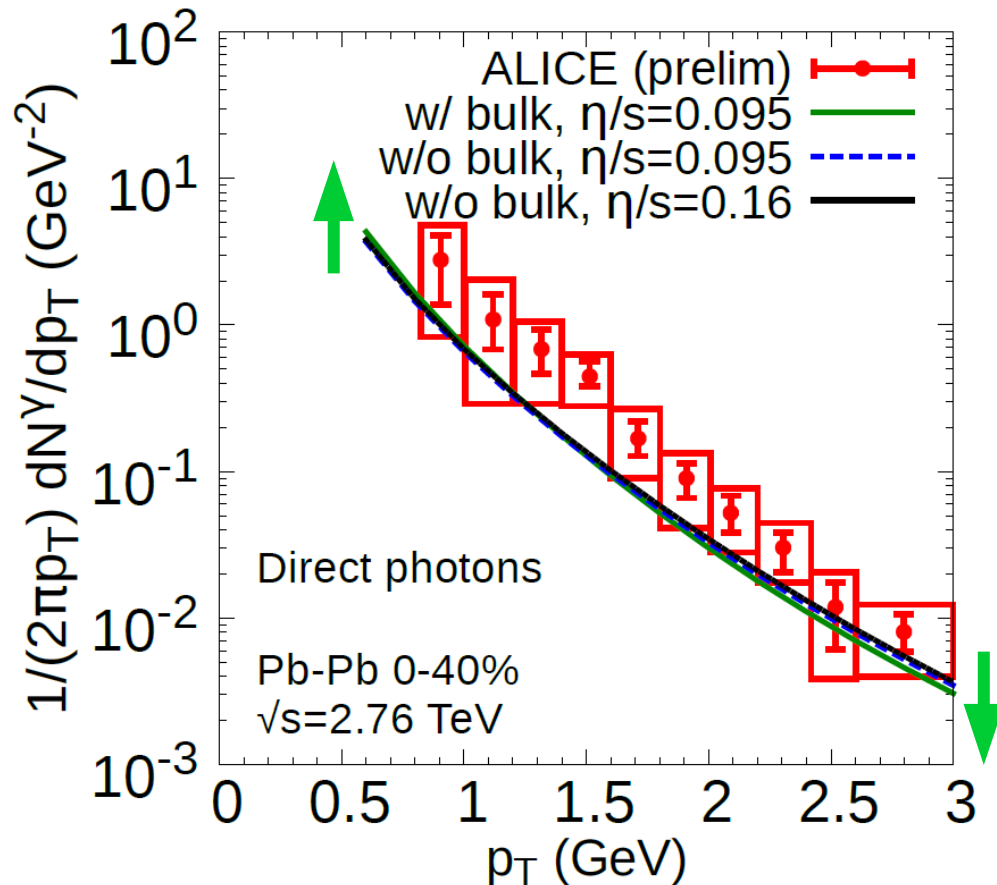 10²
10¹
10⁰
10⁻¹
10⁻²
10⁻³
1/(2πp_T) dN^γ/dp_T (GeV⁻²)
ALICE (prelim)
w/ bulk, η/s=0.095
w/o bulk, η/s=0.095
w/o bulk, η/s=0.16
Direct photons
Pb-Pb 0-40%
√s=2.76 TeV
0 0.5 1 1.5 2 2.5 3
p_T (GeV)